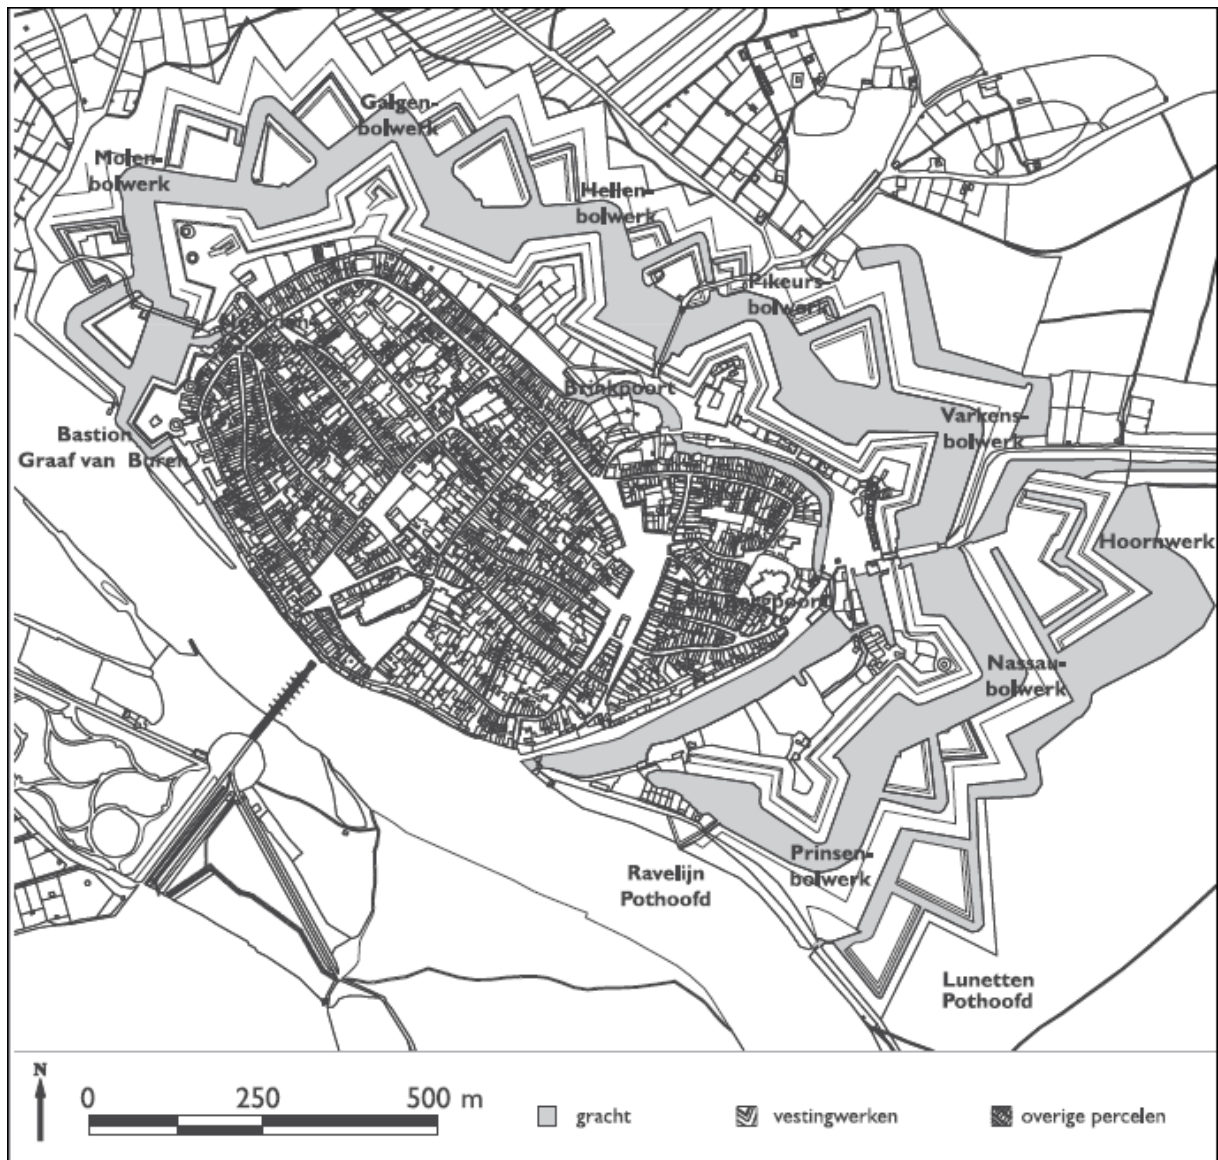 Galgen-
bolwerk
Molen-
bolwerk
Hellen-
bolwerk
Pikeurs-
bolwerk
Brinkpoort
Varkens-
bolwerk
Bastion
Graaf van Buren
Hoornwerk
Nassau-
bolwerk
Prinsen-
bolwerk
Ravelijn
Pothoofd
Lunetten
Pothoofd
N
0 250 500 m
gracht
vestingwerken
overige percelen